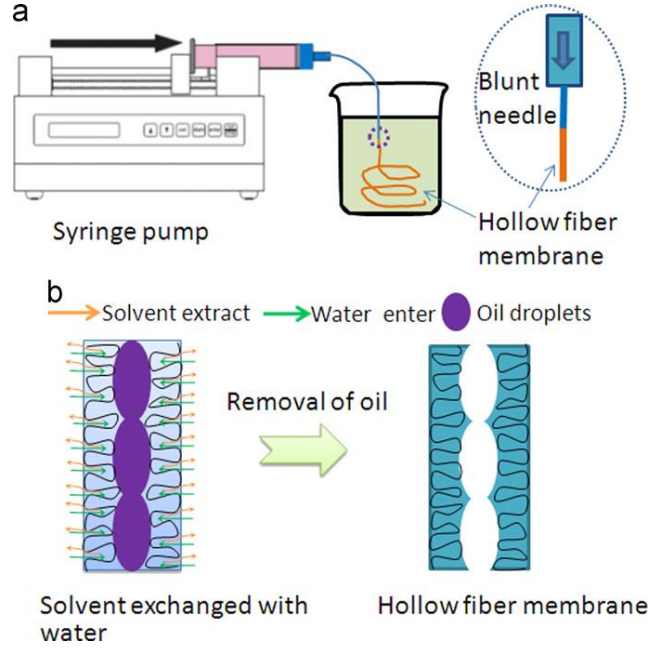 a
Blunt
needle
Syringe pump
Hollow fiber
membrane
b
Solvent extract
Water enter
Oil droplets
Removal of oil
Solvent exchanged with
water
Hollow fiber membrane